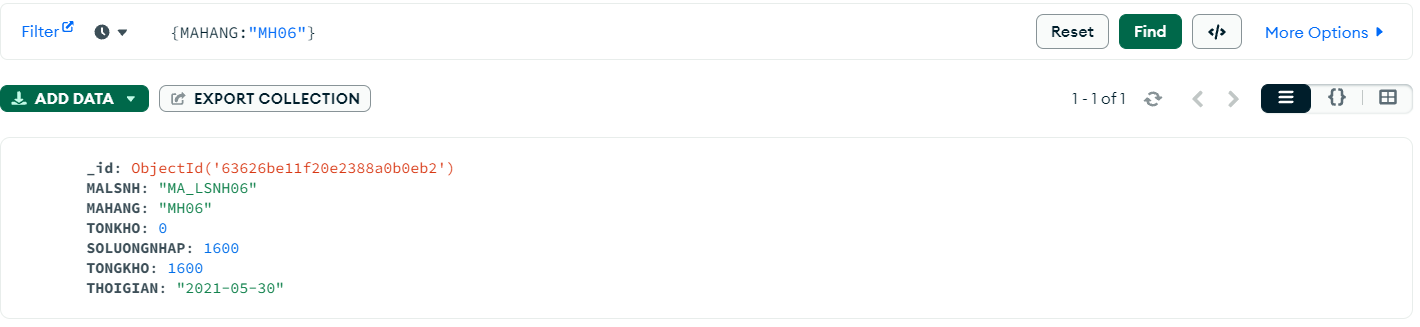 Filter {MAHANG:"MH06"} Reset Find </> More Options
ADD DATA EXPORT COLLECTION 1 - 1 of 1 {}
_id: ObjectId('63626be11f20e2388a0b0eb2')
MALSNH: "MA_LSNH06"
MAHANG: "MH06"
TONKHO: 0
SOLUONGNHAP: 1600
TONGKHO: 1600
THOIGIAN: "2021-05-30"